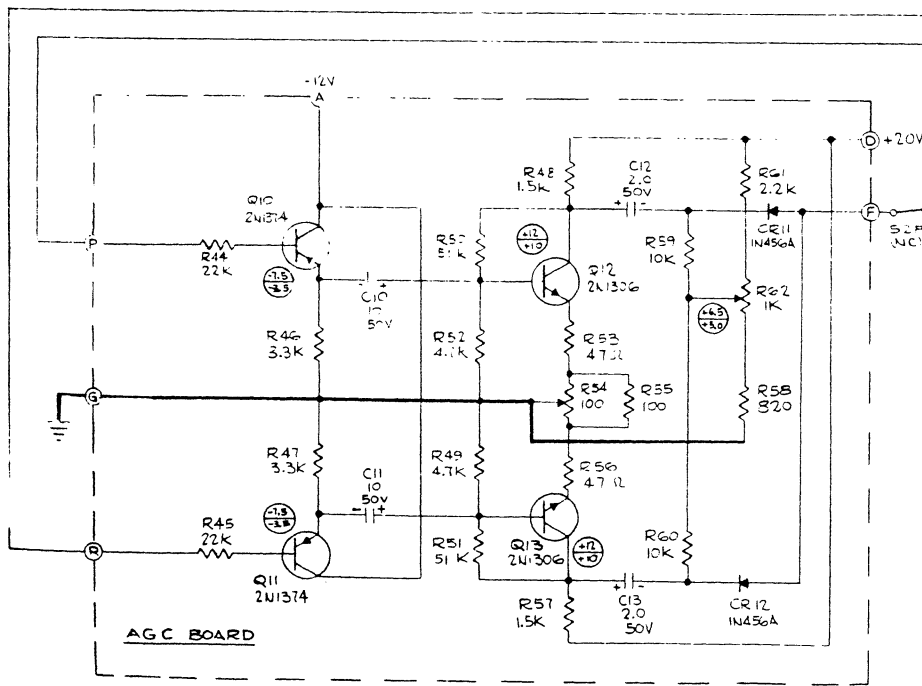 -12V
A
D
+20V
R48
1.5K
C12
2.0
50V
+ -
R61
2.2K
Q10
2N1374
F
CR11
1N456A
P
R44
22K
-7.5
-3.5
C10
10
50V
+12
+10
Q12
2N1306
R59
10K
R62
1K
+6.5
+5.0
R46
3.3K
R52
4.7K
R53
47Ω
G
R54
100
R55
100
R58
820
R47
3.3K
C11
10
50V
- +
R49
4.7K
R56
47Ω
-7.5
-3.5
R45
22K
R
R51
51K
Q13
2N1306
+12
+10
R60
10K
Q11
2N1374
R57
1.5K
+ -
C13
2.0
50V
CR12
1N456A
AGC BOARD